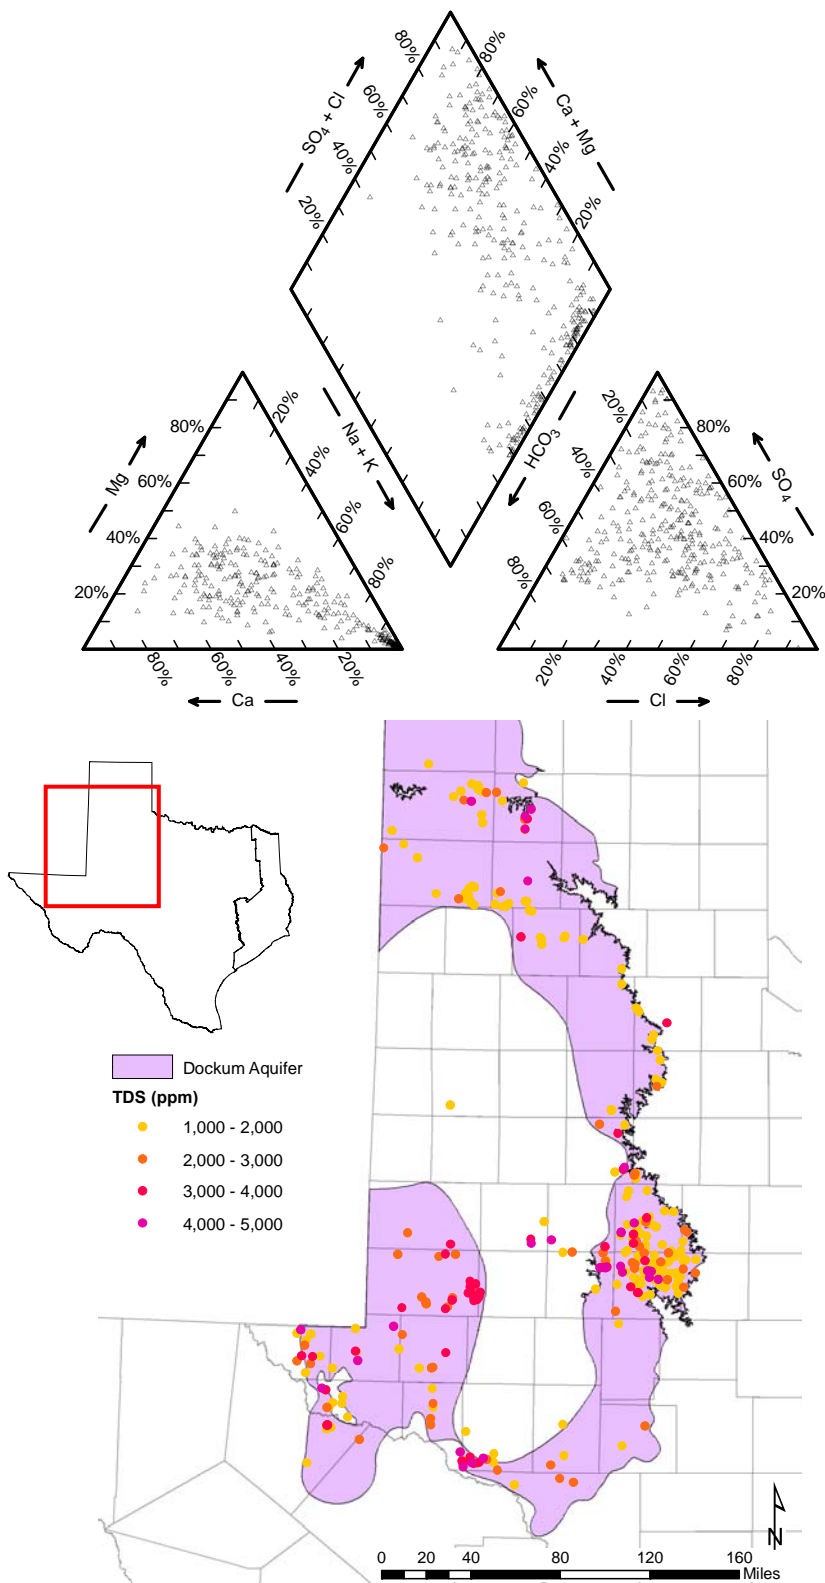 80%
80%
SO4 + Cl
Ca + Mg
60%
60%
40%
40%
20%
20%
Na + K
HCO3
20%
20%
80%
80%
Mg
40%
40%
SO4
60%
60%
60%
60%
40%
40%
80%
80%
20%
20%
80%
60%
40%
20%
20%
40%
60%
80%
Ca
Cl
Dockum Aquifer
TDS (ppm)
1,000 - 2,000
2,000 - 3,000
3,000 - 4,000
4,000 - 5,000
N
0 20 40 80 120 160
Miles